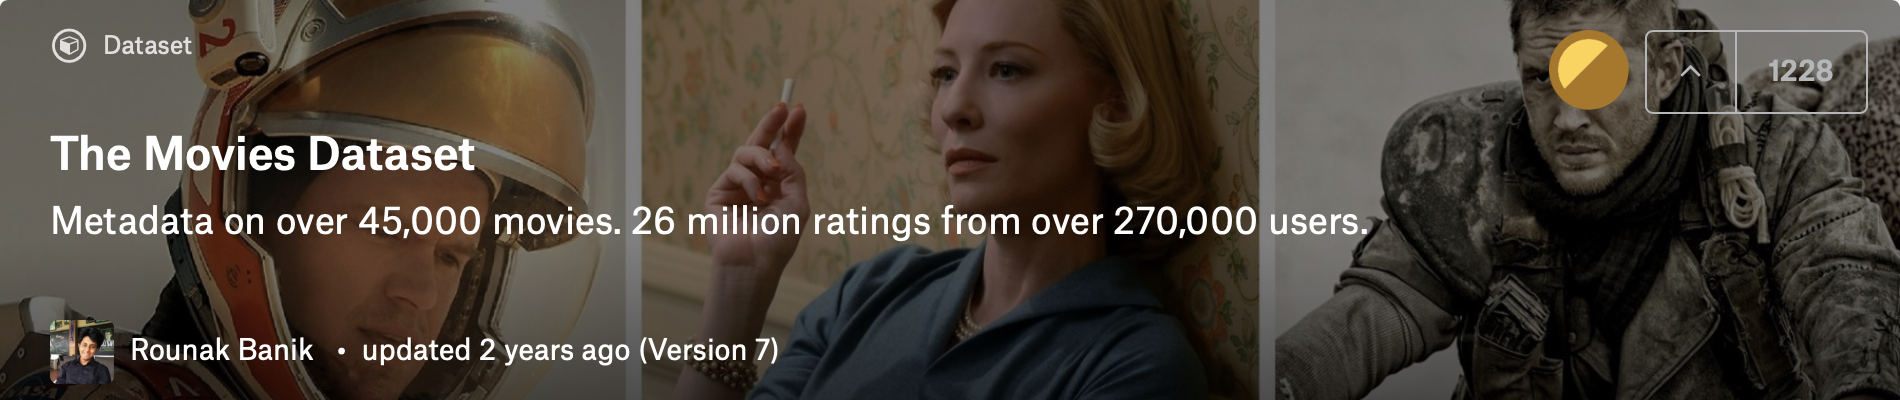 Dataset
1228
The Movies Dataset
Metadata on over 45,000 movies. 26 million ratings from over 270,000 users.
Rounak Banik • updated 2 years ago (Version 7)